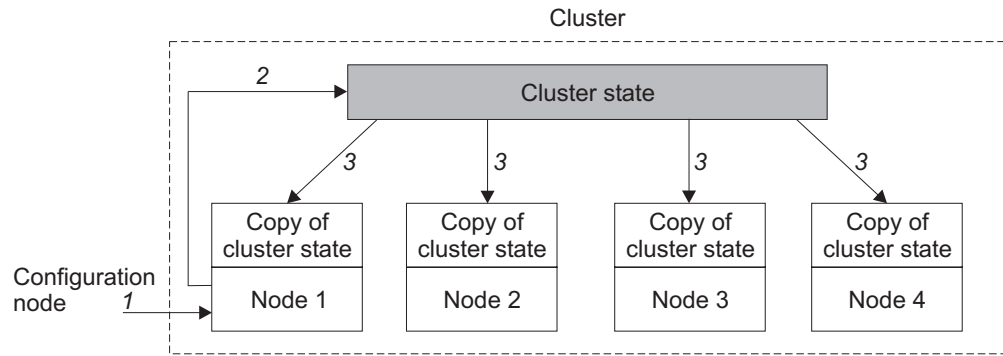 Cluster
2
Cluster state
3 3 3 3
Copy of
cluster state
Copy of
cluster state
Copy of
cluster state
Copy of
cluster state
Configuration
node
1
Node 1
Node 2
Node 3
Node 4